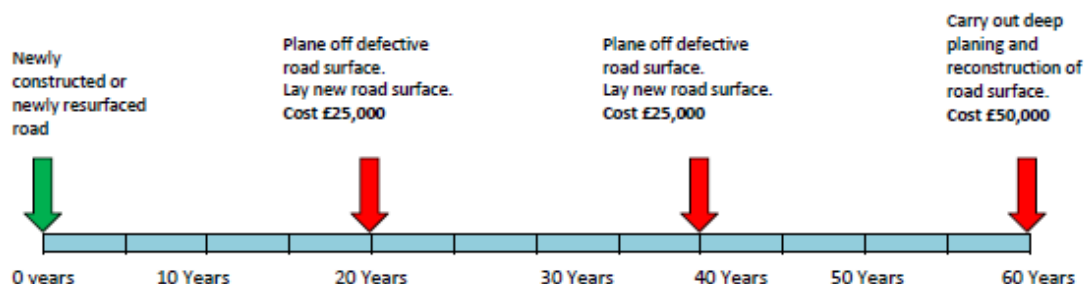 Newly
constructed or
newly resurfaced
road
Plane off defective
road surface.
Lay new road surface.
Cost £25,000
Plane off defective
road surface.
Lay new road surface.
Cost £25,000
Carry out deep
planing and
reconstruction of
road surface.
Cost £50,000
0 years
10 Years
20 Years
30 Years
40 Years
50 Years
60 Years